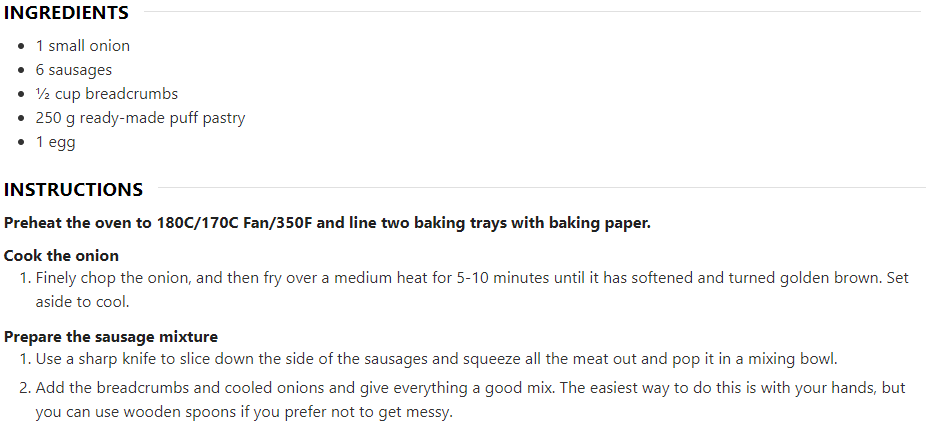 INGREDIENTS
• 1 small onion
• 6 sausages
• ½ cup breadcrumbs
• 250 g ready-made puff pastry
• 1 egg
INSTRUCTIONS
Preheat the oven to 180C/170C Fan/350F and line two baking trays with baking paper.
Cook the onion
1. Finely chop the onion, and then fry over a medium heat for 5-10 minutes until it has softened and turned golden brown. Set
aside to cool.
Prepare the sausage mixture
1. Use a sharp knife to slice down the side of the sausages and squeeze all the meat out and pop it in a mixing bowl.
2. Add the breadcrumbs and cooled onions and give everything a good mix. The easiest way to do this is with your hands, but
you can use wooden spoons if you prefer not to get messy.